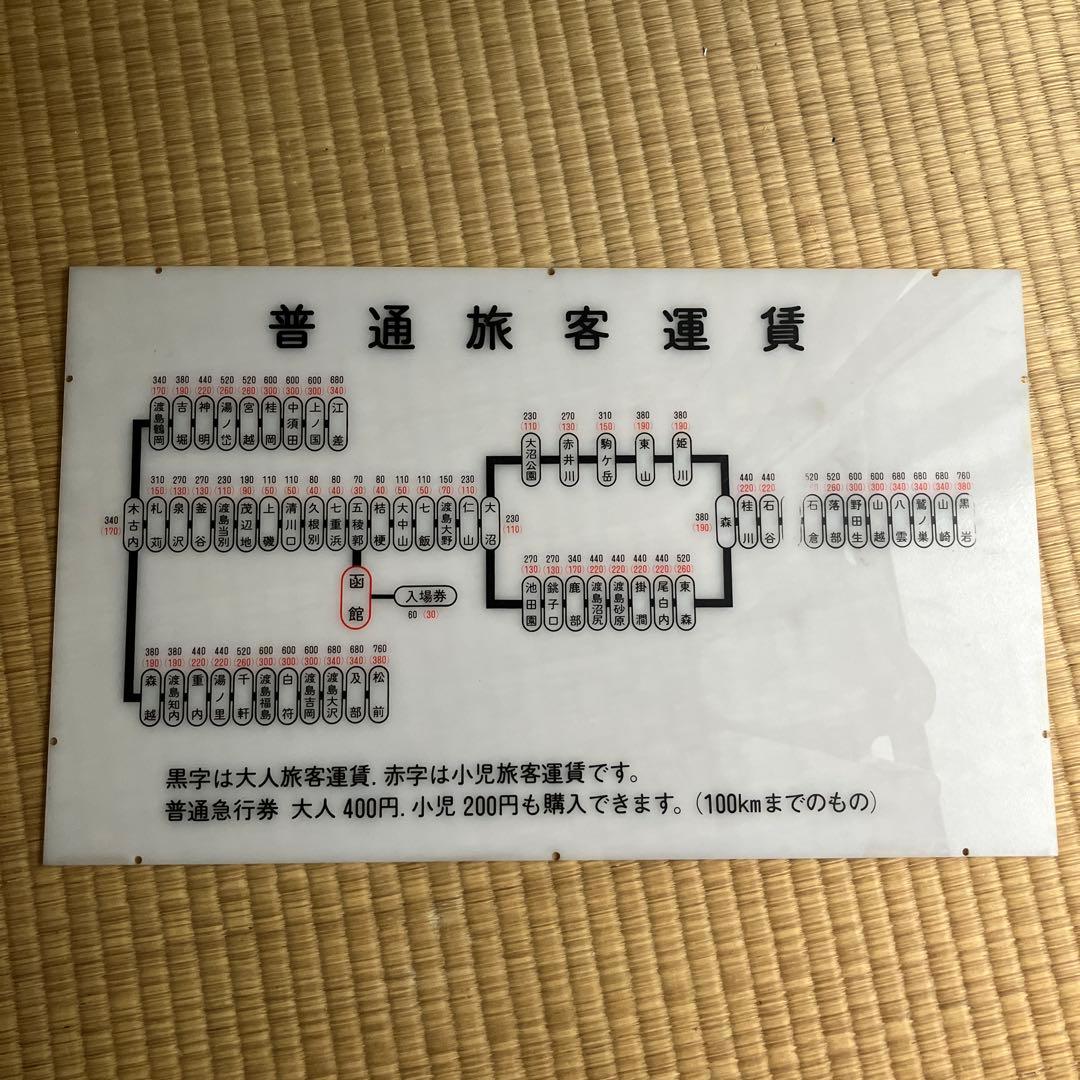 普通旅客運賃
340 380 440 520 520 600 600 600 680
(170) (190) (220) (260) (260) (300) (300) (300) (340)
渡島鶴岡 吉堀 神明 湯ノ岱 宮越 桂岡 中須田 上ノ国 江差
230 270 310 380 380
(110) (130) (150) (190) (190)
大沼公園 赤井川 駒ケ岳 東山 姫川
310 270 270 230 190 110 110 80 80 70 80 110 110 150 230
(150) (130) (130) (110) (90) (50) (50) (40) (40) (30) (40) (50) (50) (70) (110)
340
(170)
木古内 札苅 泉沢 釜谷 渡島当別 茂辺地 上磯 清川口 久根別 七重浜 五稜郭 桔梗 大中山 七飯 渡島大野 仁山 大沼
230
(110)
380
(190)
森
440 440
(220) (220)
桂川 石谷
520 520 600 600 680 680 680 760
(260) (300) (300) (340) (340) (340) (380)
石倉 落部 野田生 山越 八雲 鷲ノ巣 山崎 黒岩
函館
入場券
60 (30)
270 270 340 440 440 440 440 520
(130) (130) (170) (220) (220) (220) (220) (260)
池田園 銚子口 鹿部 渡島沼尻 渡島砂原 掛澗 尾白内 東森
380 380 440 440 520 600 600 600 680 680 760
(190) (190) (220) (220) (260) (300) (300) (300) (340) (340) (380)
森越 渡島知内 重内 湯ノ里 千軒 渡島福島 白符 渡島吉岡 渡島大沢 及部 松前
黒字は大人旅客運賃.赤字は小児旅客運賃です。
普通急行券 大人 400円.小児 200円も購入できます。(100kmまでのもの)